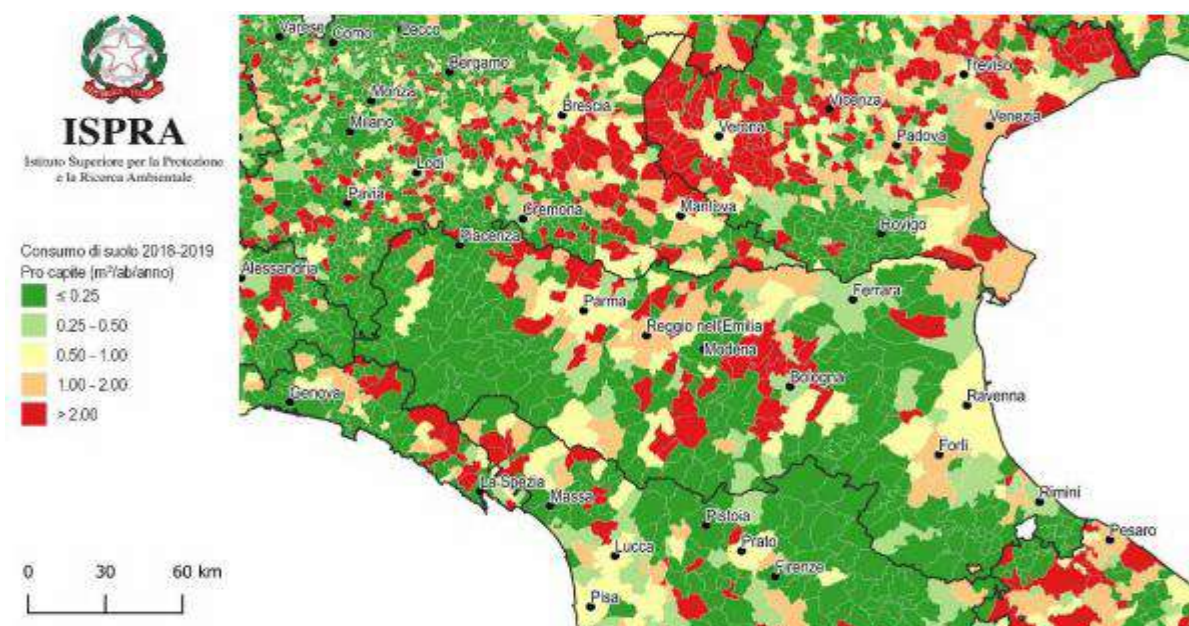 ISPRA
Istituto Superiore per la Protezione
e la Ricerca Ambientale
Consumo di suolo 2018-2019
Pro capite (m²/ab/anno)
≤ 0.25
0.25 - 0.50
0.50 - 1.00
1.00 - 2.00
> 2.00
0 30 60 km
Varese
Como
Lecco
Bergamo
Monza
Milano
Brescia
Lodi
Pavia
Cremona
Piacenza
Alessandria
Genova
Verona
Vicenza
Treviso
Venezia
Padova
Mantova
Rovigo
Ferrara
Parma
Reggio nell'Emilia
Modena
Bologna
Ravenna
Forlì
Rimini
Pesaro
La Spezia
Massa
Pistoia
Lucca
Prato
Firenze
Pisa